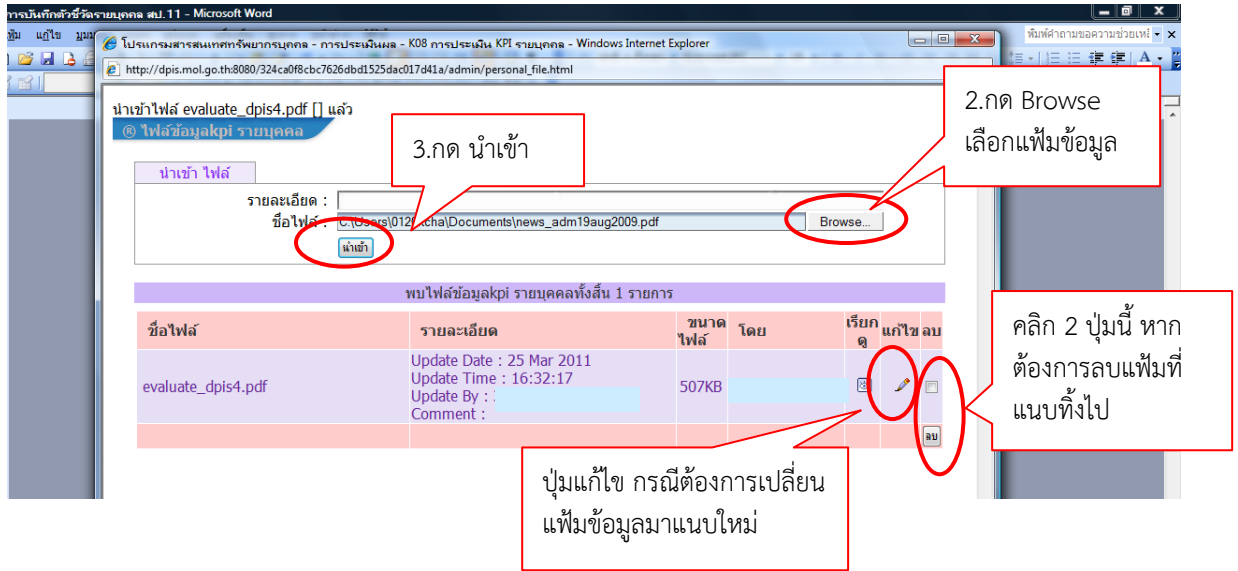 การบันทึกตัวชี้วัดรายบุคคล สป.11 - Microsoft Word
แก้ไข
พิมพ์คำถามขอความช่วยเหลื
โปรแกรมสารสนเทศทรัพยากรบุคคล - การประเมินผล - K08 การประเมิน KPI รายบุคคล - Windows Internet Explorer
http://dpis.mol.go.th:8080/324ca0f8cbc7626dbd1525dac017d41a/admin/personal_file.html
นำเข้าไฟล์ evaluate_dpis4.pdf [] แล้ว
® ไฟล์ข้อมูลkpi รายบุคคล
2.กด Browse
เลือกแฟ้มข้อมูล
3.กด นำเข้า
นำเข้า ไฟล์
รายละเอียด :
ชื่อไฟล์ :
\Documents\news_adm19aug2009.pdf
Browse...
นำเข้า
พบไฟล์ข้อมูลkpi รายบุคคลทั้งสิ้น 1 รายการ
ชื่อไฟล์ รายละเอียด ขนาด ไฟล์ โดย เรียก ดู แก้ไข ลบ
evaluate_dpis4.pdf
Update Date : 25 Mar 2011
Update Time : 16:32:17
Update By :
Comment :
507KB
ลบ
คลิก 2 ปุ่มนี้ หาก
ต้องการลบแฟ้มที่
แนบทิ้งไป
ปุ่มแก้ไข กรณีต้องการเปลี่ยน
แฟ้มข้อมูลมาแนบใหม่